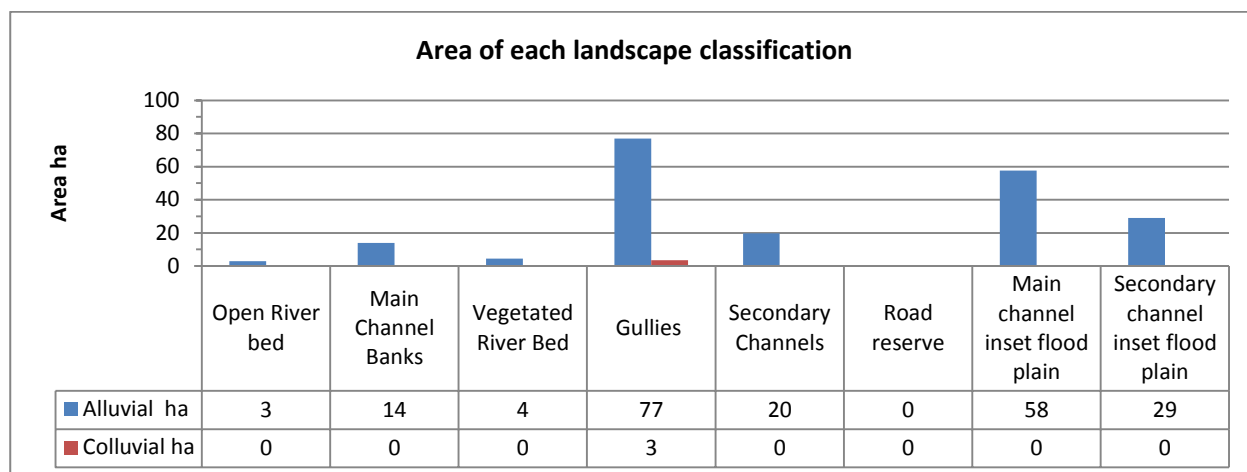 Area of each landscape classification
Area ha
100
80
60
40
20
0
Open River bed
Main Channel Banks
Vegetated River Bed
Gullies
Secondary Channels
Road reserve
Main channel inset flood plain
Secondary channel inset flood plain
Alluvial ha 3 14 4 77 20 0 58 29
Colluvial ha 0 0 0 3 0 0 0 0